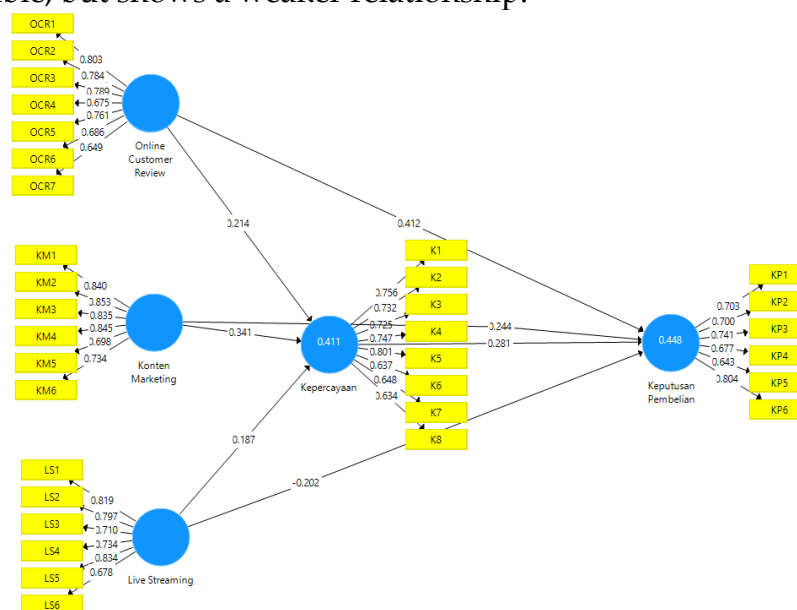 OCR1
OCR2
OCR3
OCR4
OCR5
OCR6
OCR7
0.803
0.784
0.789
0.675
0.761
0.686
0.649
Online
Customer
Review
0.214
0.412
KM1
KM2
KM3
KM4
KM5
KM6
0.840
0.853
0.835
0.845
0.698
0.734
Konten
Marketing
0.341
0.411
Kepercayaan
K1
K2
K3
K4
K5
K6
K7
K8
0.756
0.732
0.725
0.747
0.801
0.637
0.648
0.634
0.244
0.281
0.448
Keputusan
Pembelian
KP1
KP2
KP3
KP4
KP5
KP6
0.703
0.700
0.741
0.677
0.643
0.804
0.187
-0.202
LS1
LS2
LS3
LS4
LS5
LS6
0.819
0.797
0.710
0.734
0.834
0.678
Live Streaming